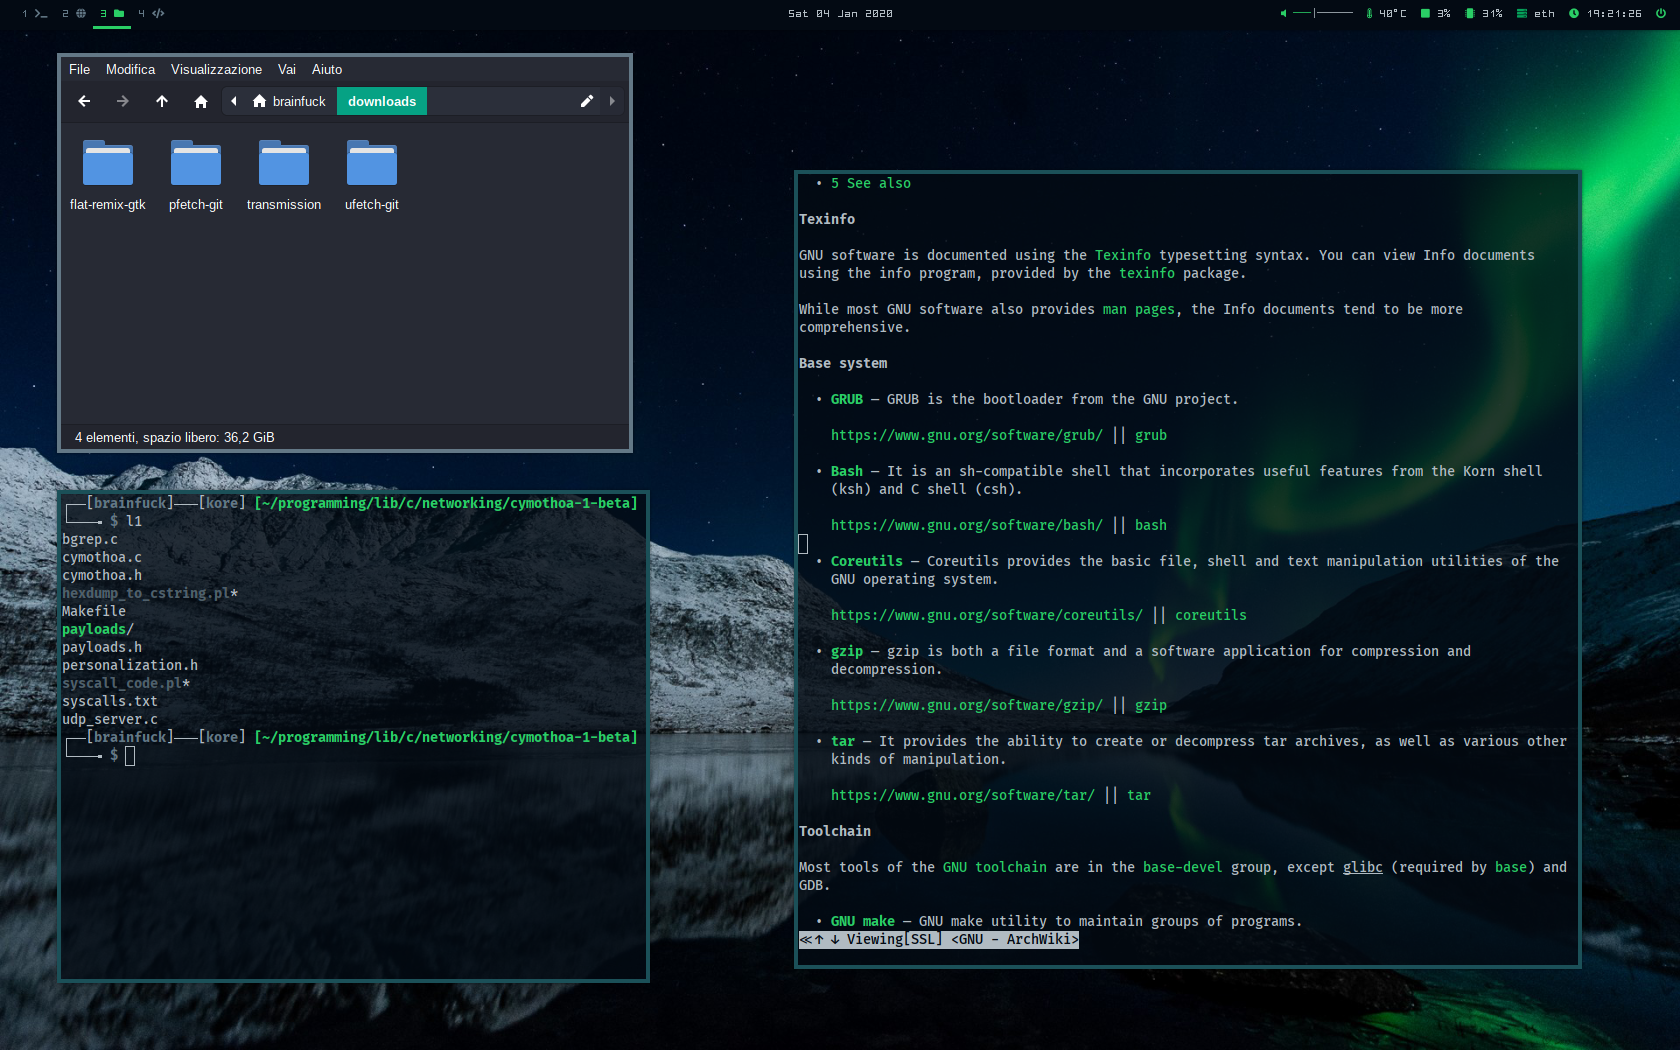 1 2 3 4 </>
Sat 04 Jan 2020
40°C 3% 31% eth 19:21:26
File Modifica Visualizzazione Vai Aiuto
brainfuck downloads
flat-remix-gtk pfetch-git transmission ufetch-git
4 elementi, spazio libero: 36,2 GiB
┌──[brainfuck]───[kore] [~/programming/lib/c/networking/cymothoa-1-beta]
└────╼ $ l1
bgrep.c
cymothoa.c
cymothoa.h
hexdump_to_cstring.pl*
Makefile
payloads/
payloads.h
personalization.h
syscall_code.pl*
syscalls.txt
udp_server.c
┌──[brainfuck]───[kore] [~/programming/lib/c/networking/cymothoa-1-beta]
└────╼ $
• 5 See also
Texinfo
GNU software is documented using the Texinfo typesetting syntax. You can view Info documents
using the info program, provided by the texinfo package.
While most GNU software also provides man pages, the Info documents tend to be more
comprehensive.
Base system
• GRUB — GRUB is the bootloader from the GNU project.
https://www.gnu.org/software/grub/ || grub
• Bash — It is an sh-compatible shell that incorporates useful features from the Korn shell
(ksh) and C shell (csh).
https://www.gnu.org/software/bash/ || bash
• Coreutils — Coreutils provides the basic file, shell and text manipulation utilities of the
GNU operating system.
https://www.gnu.org/software/coreutils/ || coreutils
• gzip — gzip is both a file format and a software application for compression and
decompression.
https://www.gnu.org/software/gzip/ || gzip
• tar — It provides the ability to create or decompress tar archives, as well as various other
kinds of manipulation.
https://www.gnu.org/software/tar/ || tar
Toolchain
Most tools of the GNU toolchain are in the base-devel group, except glibc (required by base) and
GDB.
• GNU make — GNU make utility to maintain groups of programs.
≪↑ ↓ Viewing[SSL] <GNU - ArchWiki>